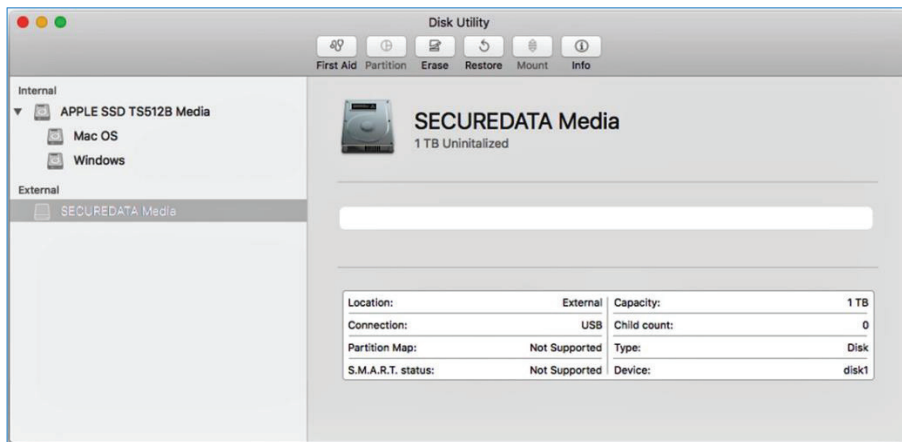 Disk Utility
First Aid Partition Erase Restore Mount Info
Internal
APPLE SSD TS512B Media
Mac OS
Windows
External
SECUREDATA Media
SECUREDATA Media
1 TB Uninitalized
Location: External Capacity: 1 TB
Connection: USB Child count: 0
Partition Map: Not Supported Type: Disk
S.M.A.R.T. status: Not Supported Device: disk1